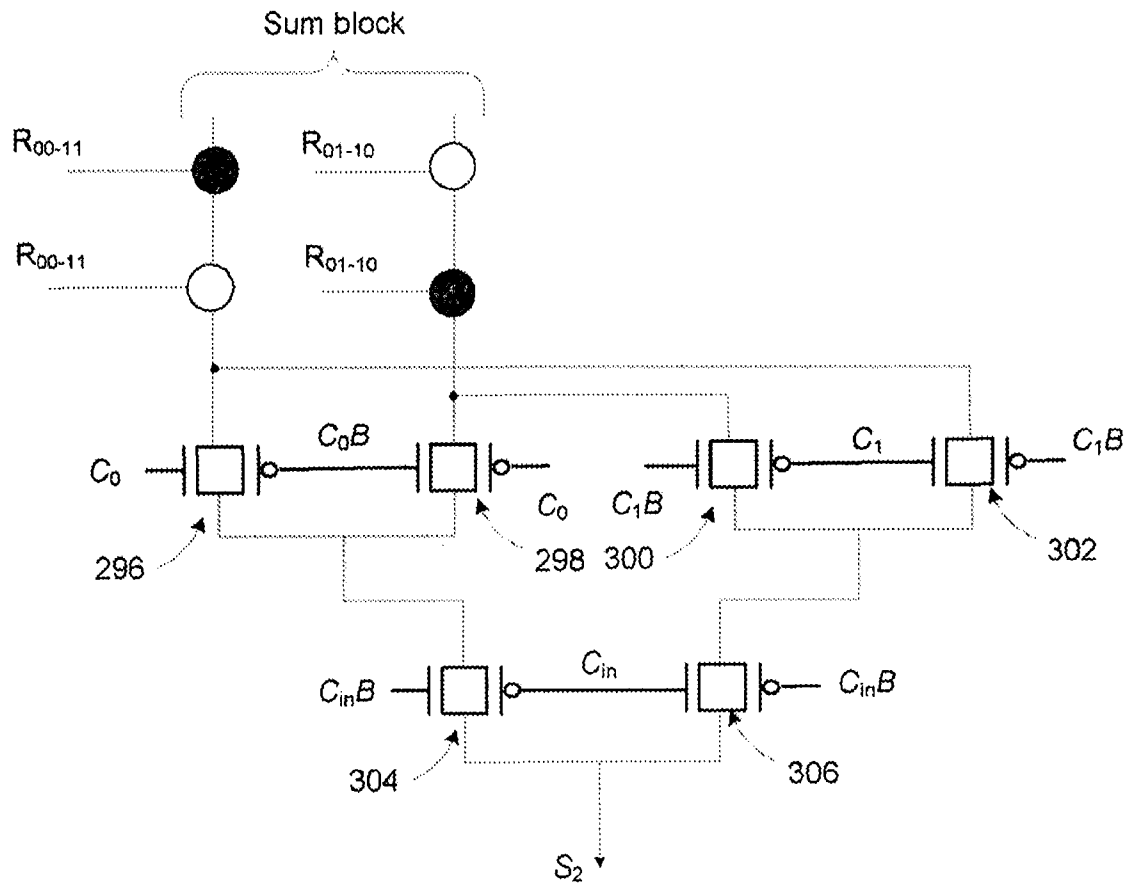 Sum block
R00-11
R01-10
R00-11
R01-10
C0
C0B
C0
C1B
C1
C1B
296
298
300
302
CinB
Cin
CinB
304
306
S2